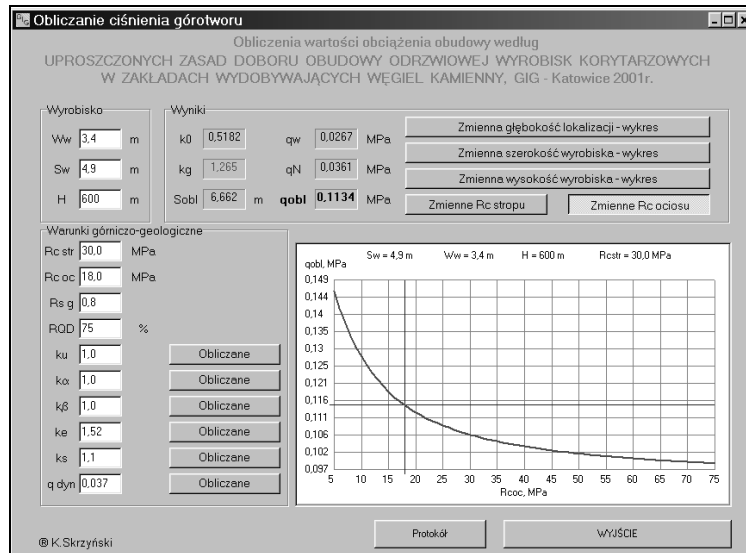 Obliczanie ciśnienia górotworu
Obliczenia wartości obciążenia obudowy według
UPROSZCZONYCH ZASAD DOBORU OBUDOWY ODRZWIOWEJ WYROBISK KORYTARZOWYCH
W ZAKŁADACH WYDOBYWAJĄCYCH WĘGIEL KAMIENNY, GIG - Katowice 2001r.
Wyrobisko
Ww 3,4 m
Sw 4,9 m
H 600 m
Wyniki
k0 0,5182 qw 0,0267 MPa
kg 1,265 qN 0,0361 MPa
Sobl 6,662 m qobl 0,1134 MPa
Zmienna głębokość lokalizacji - wykres
Zmienna szerokość wyrobiska - wykres
Zmienna wysokość wyrobiska - wykres
Zmienne Rc stropu Zmienne Rc ociosu
Warunki górniczo-geologiczne
Rc str 30,0 MPa
Rc oc 18,0 MPa
Rs g 0,8
RQD 75 %
ku 1,0 Obliczane
kα 1,0 Obliczane
kβ 1,0 Obliczane
ke 1,52 Obliczane
ks 1,1 Obliczane
q dyn 0,037 Obliczane
qobl, MPa Sw = 4,9 m Ww = 3,4 m H = 600 m Rcstr = 30,0 MPa
0,149
0,144
0,14
0,135
0,13
0,125
0,121
0,116
0,111
0,106
0,102
0,097
5 10 15 20 25 30 35 40 45 50 55 60 65 70 75
Rcoc, MPa
® K.Skrzyński
Protokół WYJŚCIE